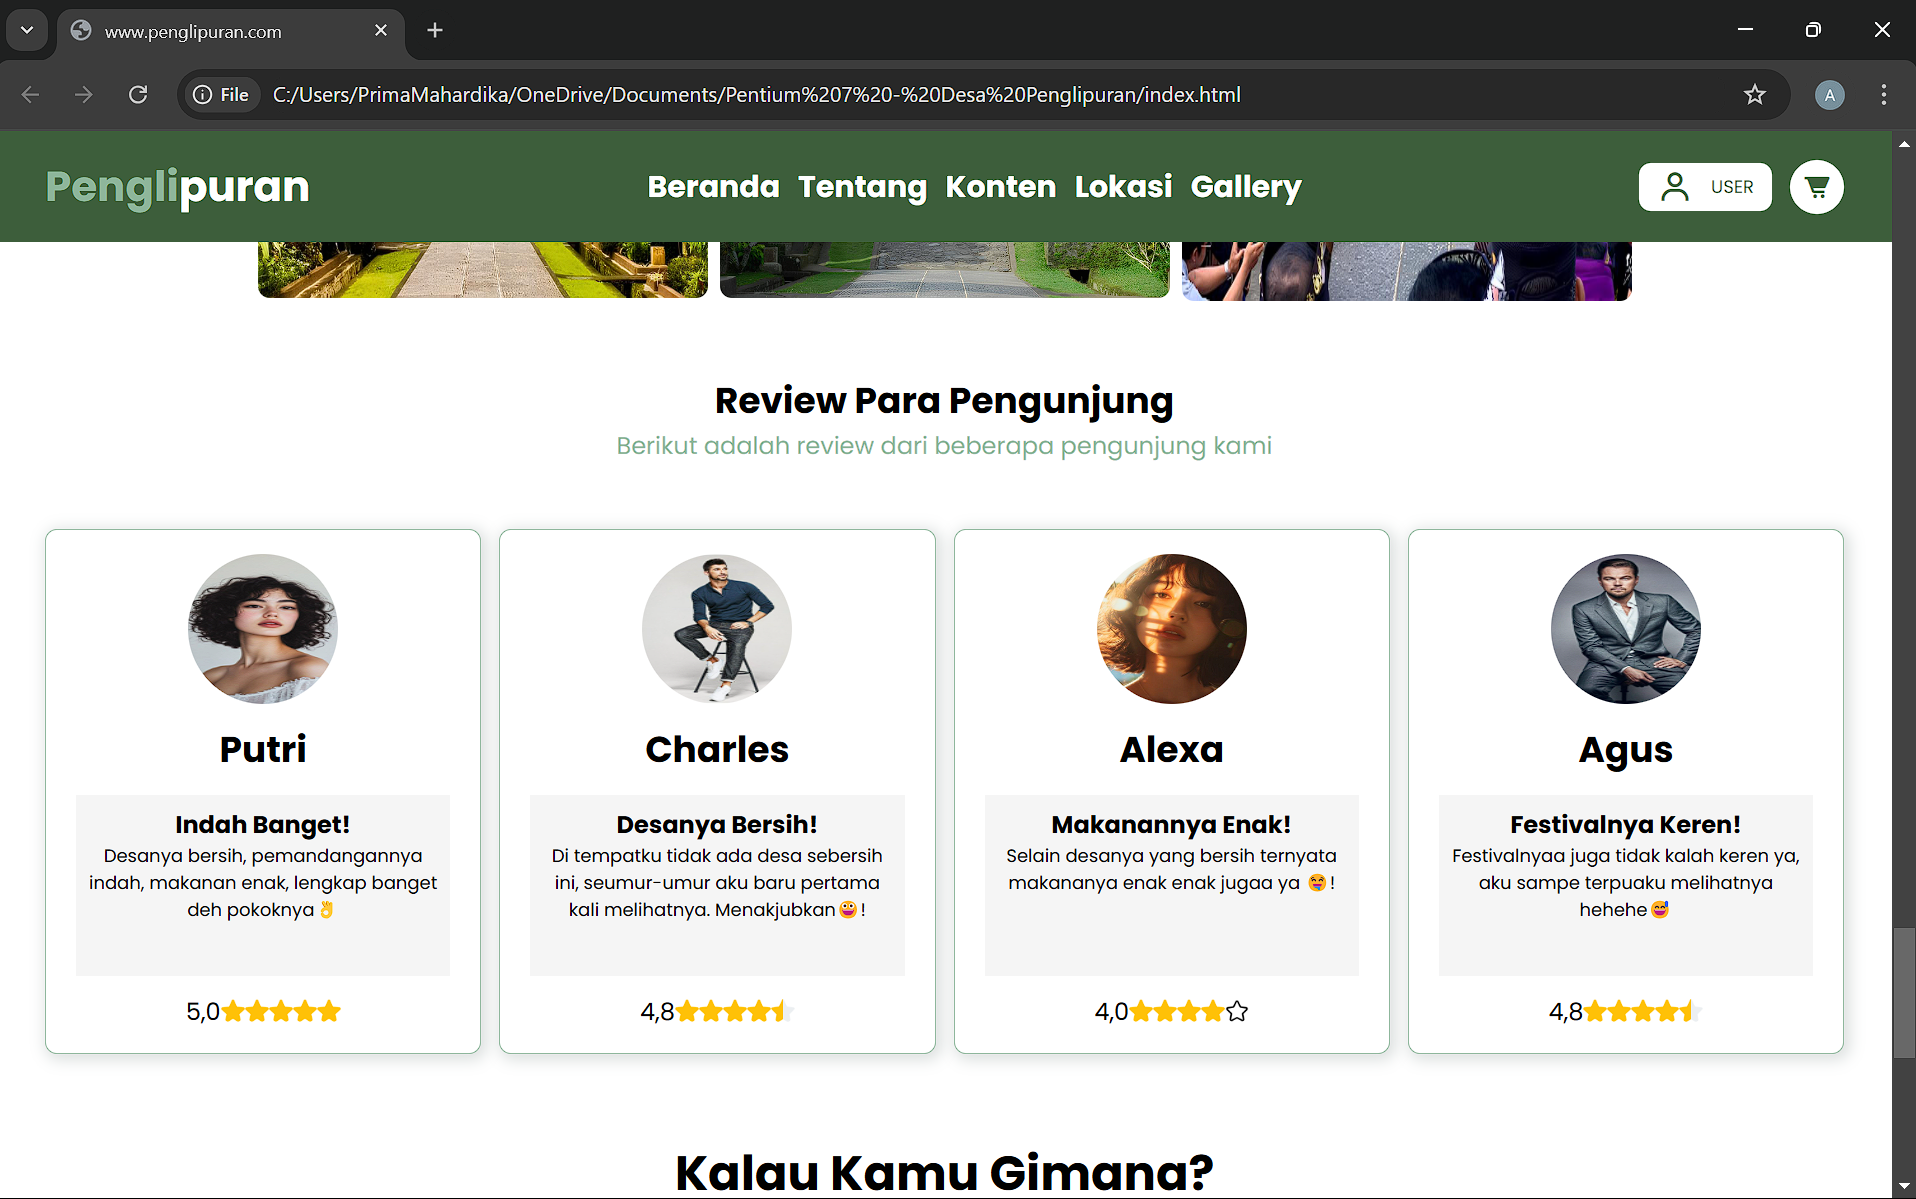 www.penglipuran.com
File C:/Users/PrimaMahardika/OneDrive/Documents/Pentium%207%20-%20Desa%20Penglipuran/index.html
A
Penglipuran
Beranda Tentang Konten Lokasi Gallery
USER
Review Para Pengunjung
Berikut adalah review dari beberapa pengunjung kami
Putri
Indah Banget!
Desanya bersih, pemandangannya
indah, makanan enak, lengkap banget
deh pokoknya👌
5,0
Charles
Desanya Bersih!
Di tempatku tidak ada desa sebersih
ini, seumur-umur aku baru pertama
kali melihatnya. Menakjubkan😀!
4,8
Alexa
Makanannya Enak!
Selain desanya yang bersih ternyata
makananya enak enak jugaa ya 😝!
4,0
Agus
Festivalnya Keren!
Festivalnyaa juga tidak kalah keren ya,
aku sampe terpuaku melihatnya
hehehe😅
4,8
Kalau Kamu Gimana?